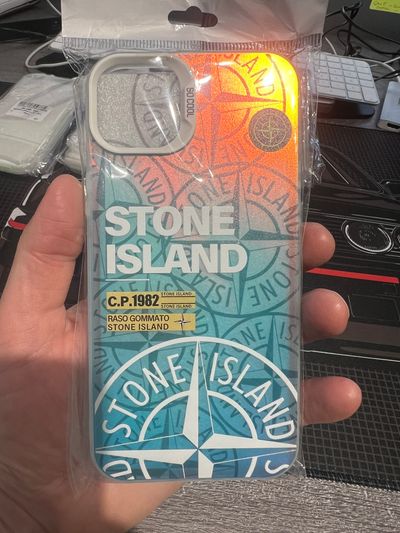 SO COOL
STONE
ISLAND
C.P.1982 STONE ISLAND
STONE ISLAND
RASO GOMMATO
STONE ISLAND
STONE ISLAND